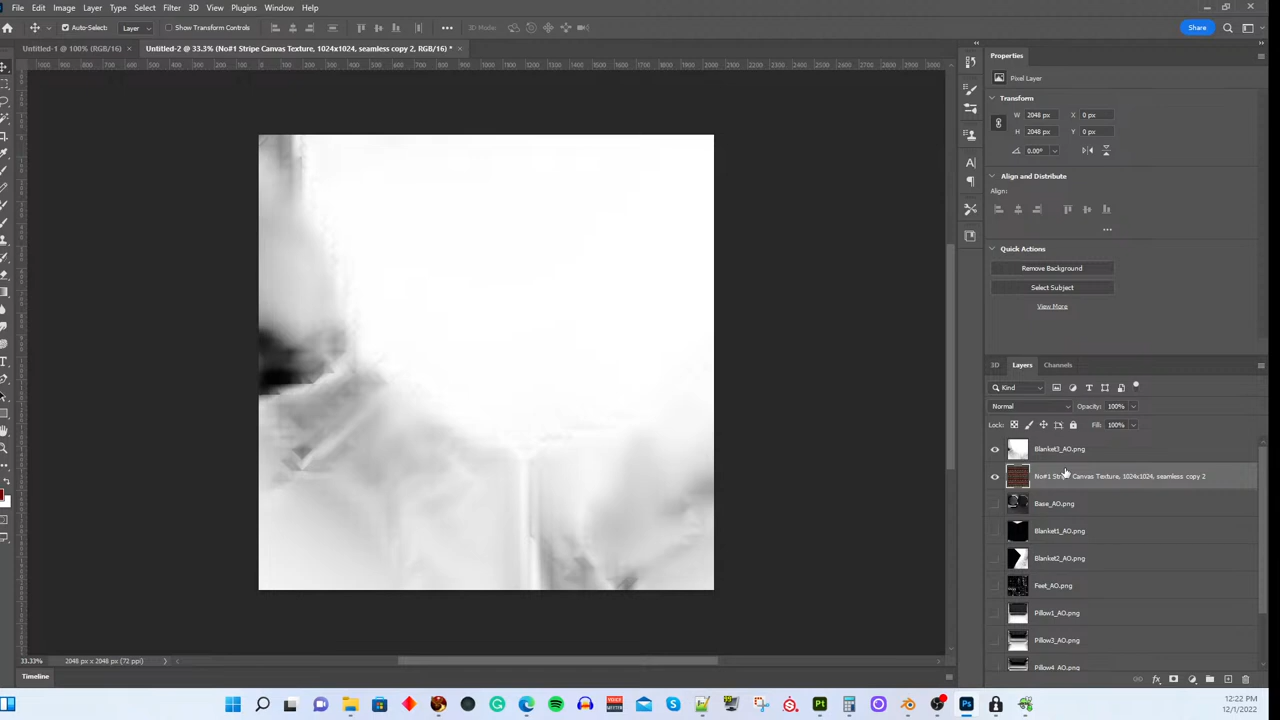 File Edit Image Layer Type Select Filter 3D View Plugins Window Help
Auto-Select: Layer Show Transform Controls 3D Mode: Share
Untitled-1 @ 100% (RGB/16) × Untitled-2 @ 33.3% (No#1 Stripe Canvas Texture, 1024x1024, seamless copy 2, RGB/16) * ×
Properties
Pixel Layer
Transform
W 2048 px X 0 px
H 2048 px Y 0 px
0.00°
Align and Distribute
Align:
Quick Actions
Remove Background
Select Subject
View More
3D Layers Channels
Kind
Normal Opacity: 100%
Lock: Fill: 100%
Blanket3_AO.png
No#1 Stripe Canvas Texture, 1024x1024, seamless copy 2
Base_AO.png
Blanket1_AO.png
Blanket2_AO.png
Feet_AO.png
Pillow1_AO.png
Pillow3_AO.png
Pillow4_AO.png
33.33% 2048 px x 2048 px (72 ppi)
Timeline
12:22 PM
12/1/2022